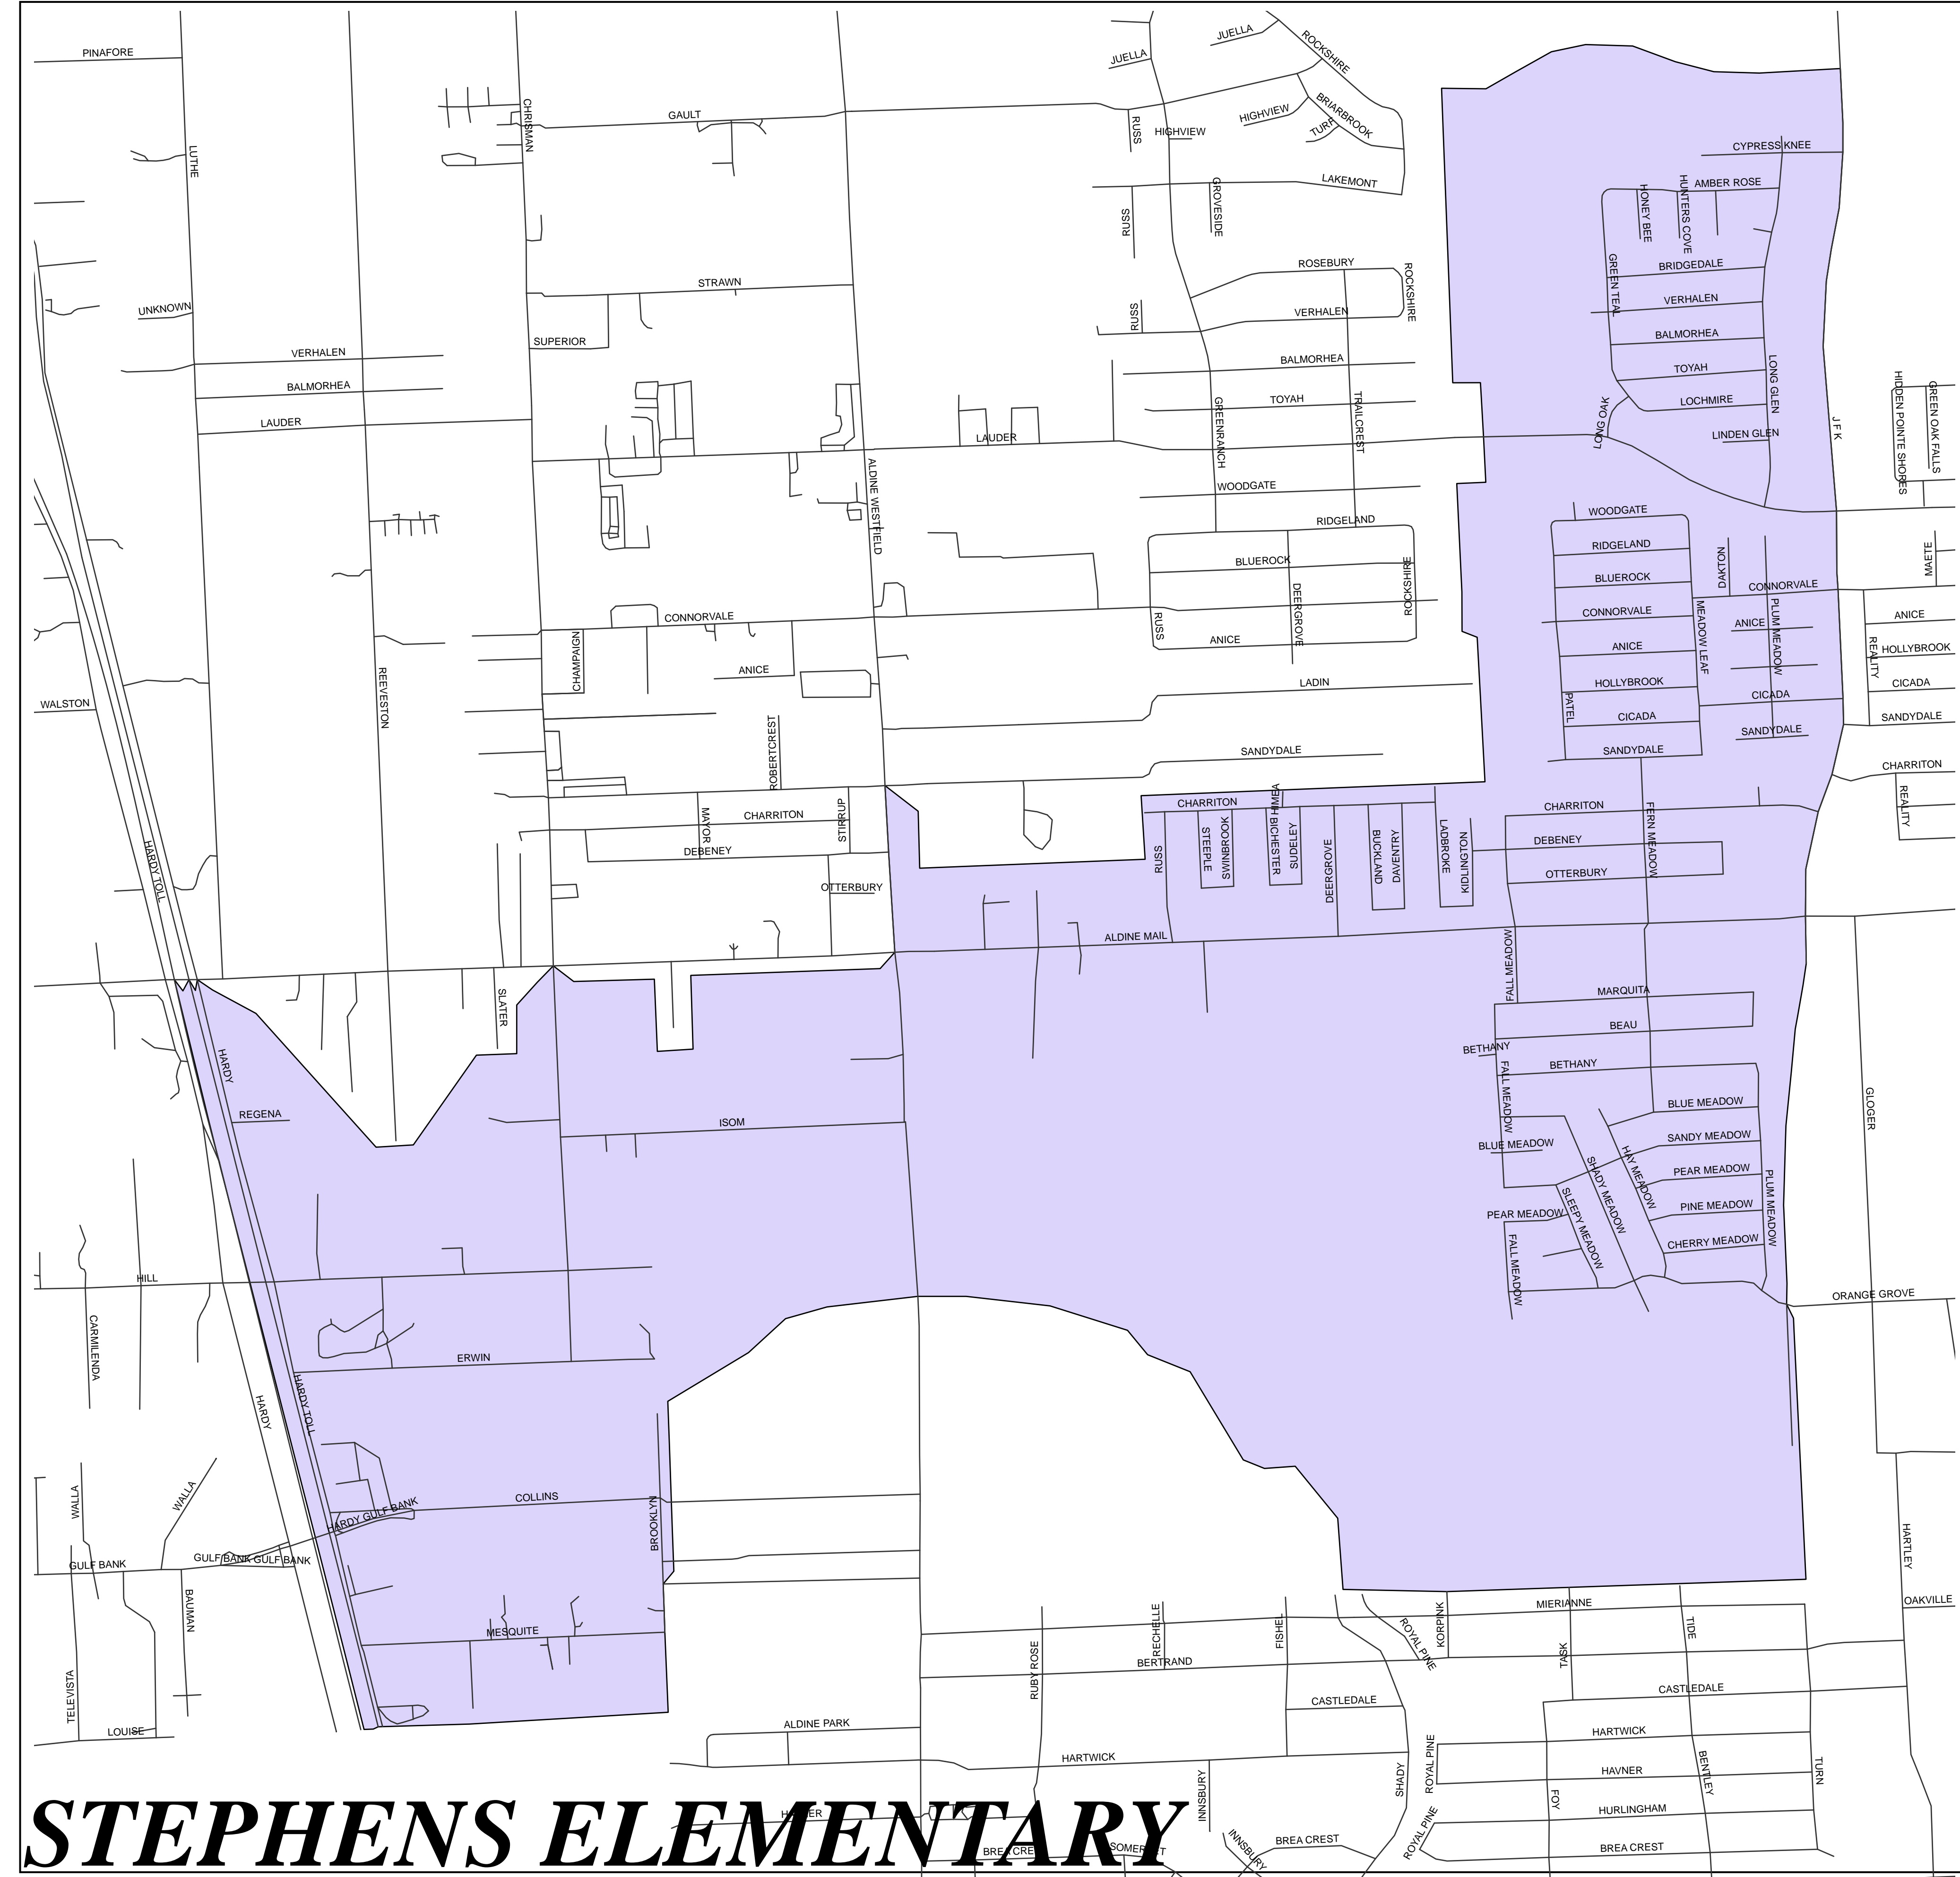 PINAFORE
JUELLA
JUELLA
ROCKSHIRE
GAULT
CHRISMAN
LUTHE
RUSS
HIGHVIEW
HIGHVIEW
TURF
BRIARBROOK
LAKEMONT
GROVESIDE
RUSS
CYPRESS KNEE
AMBER ROSE
HONEY BEE
HUNTERS COVE
GREEN TEAL
BRIDGEDALE
VERHALEN
BALMORHEA
TOYAH
LOCHMIRE
LINDEN GLEN
LONG GLEN
LONG OAK
J F K
HIDDEN POINTE SHORES
GREEN OAK FALLS
STRAWN
UNKNOWN
SUPERIOR
VERHALEN
BALMORHEA
LAUDER
ROSEBURY
ROCKSHIRE
RUSS
VERHALEN
BALMORHEA
TOYAH
GREENRANCH
TRAILCREST
LAUDER
ALDINE WESTFIELD
WOODGATE
RIDGELAND
BLUEROCK
DEERGROVE
ROCKSHIRE
RUSS
ANICE
WOODGATE
RIDGELAND
BLUEROCK
CONNORVALE
ANICE
HOLLYBROOK
CICADA
SANDYDALE
PATEL
MEADOW LEAF
DAKTON
CONNORVALE
ANICE
PLUM MEADOW
CICADA
SANDYDALE
MAETE
ANICE
REALITY
HOLLYBROOK
CICADA
SANDYDALE
CHARRITON
REALITY
CONNORVALE
CHAMPAIGN
ANICE
REEVESTON
WALSTON
LADIN
SANDYDALE
ROBERTCREST
MAYOR
CHARRITON
STIRRUP
DEBENEY
OTTERBURY
HARDY TOLL
CHARRITON
RUSS
STEEPLE
SWINBROOK
BICHESTER
SUDELEY
DEERGROVE
BUCKLAND
DAVENTRY
LADBROKE
KIDLINGTON
CHARRITON
DEBENEY
OTTERBURY
FERN MEADOW
ALDINE MAIL
SLATER
HARDY
REGENA
ISOM
FALL MEADOW
MARQUITA
BEAU
BETHANY
BETHANY
FALL MEADOW
BLUE MEADOW
BLUE MEADOW
SANDY MEADOW
PEAR MEADOW
PINE MEADOW
CHERRY MEADOW
HAY MEADOW
SHADY MEADOW
SLEEPY MEADOW
PEAR MEADOW
FALL MEADOW
PLUM MEADOW
GLOGER
ORANGE GROVE
HILL
CARMILENDA
ERWIN
HARDY TOLL
HARDY
WALLA
WALLA
HARDY GULF BANK
COLLINS
BROOKLYN
GULF BANK
GULF BANK
GULF BANK
BAUMAN
MESQUITE
TELEVISTA
LOUISE
HARTLEY
OAKVILLE
MIERIANNE
RECHELLE
FISHEL
ROYAL PINE
KORPINK
TASK
TIDE
RUBY ROSE
BERTRAND
CASTLEDALE
CASTLEDALE
ALDINE PARK
HARTWICK
HARTWICK
INNSBURY
SHADY
ROYAL PINE
HAVNER
FOY
BENTLEY
TURN
HURLINGHAM
ROYAL PINE
BREA CREST
BREA CREST
INNSBURY
STEPHENS ELEMENTARY